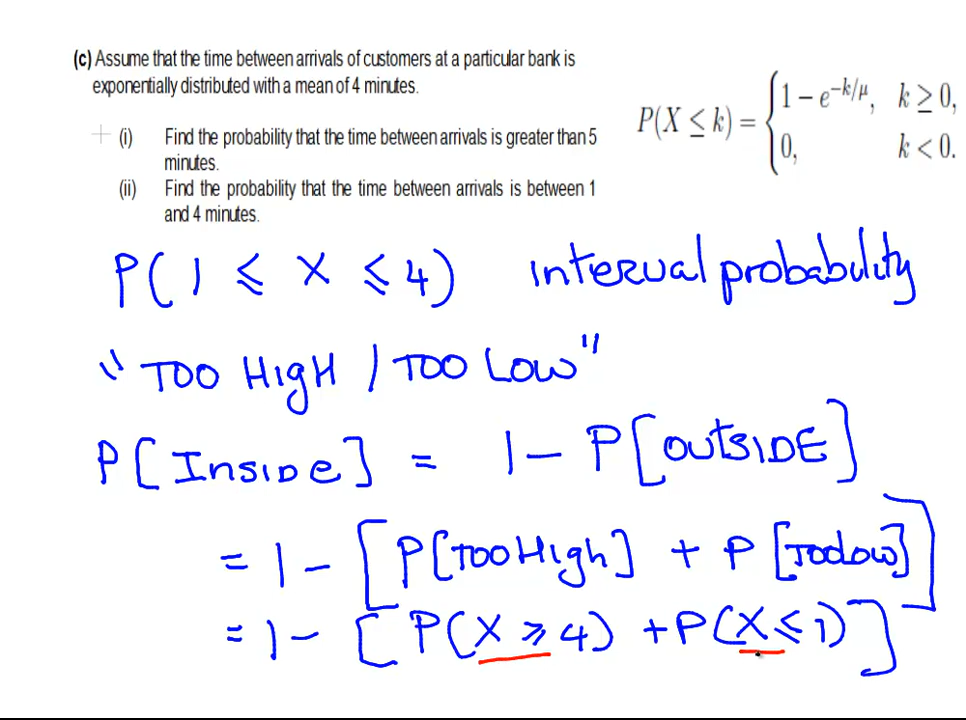 (c) Assume that the time between arrivals of customers at a particular bank is
exponentially distributed with a mean of 4 minutes.
(i) Find the probability that the time between arrivals is greater than 5
minutes.
(ii) Find the probability that the time between arrivals is between 1
and 4 minutes.
P(X ≤ k) = { 1 − e^{−k/μ}, k ≥ 0,
0, k < 0.
P( 1 ≤ X ≤ 4) Interval probability
"TOO HIgH / TOO LOW"
P[InsIDe] = 1 − P[OUTSIDE]
= 1 − [P[TOO HIgh] + P[TOO LOW]]
= 1 − [P(X ≥ 4) + P(X ≤ 1)]